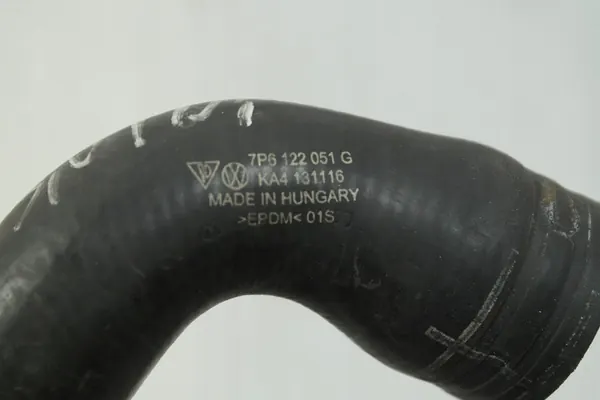 7P6 122 051 G
KA4 131116
MADE IN HUNGARY
>EPDM< 01S